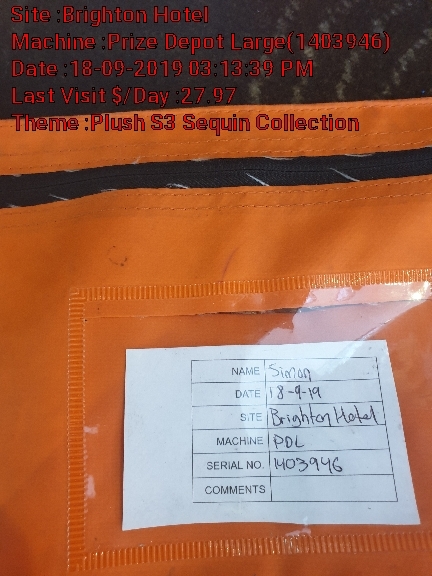 Site :Brighton Hotel
Machine :Prize Depot Large(1403946)
Date :18-09-2019 03:13:39 PM
Last Visit $/Day :27.97
Theme :Plush S3 Sequin Collection
NAME Simon
DATE 18-9-19
SITE Brighton Hotel
MACHINE PDL
SERIAL NO. 1403946
COMMENTS